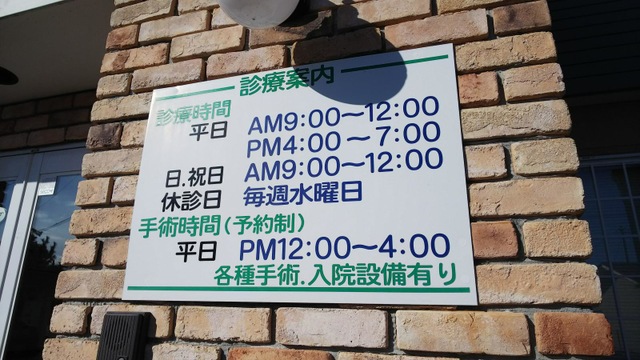 診療案内
診療時間
平日 AM9:00～12:00
PM4:00～7:00
日.祝日 AM9:00～12:00
休診日 毎週水曜日
手術時間(予約制)
平日 PM12:00～4:00
各種手術.入院設備有り